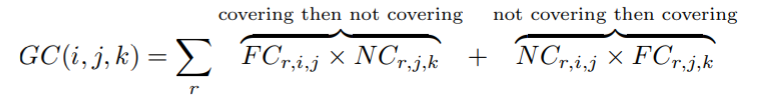 covering then not covering not covering then covering
GC(i, j, k) = ∑_r FC_{r,i,j} × NC_{r,j,k} + NC_{r,i,j} × FC_{r,j,k}